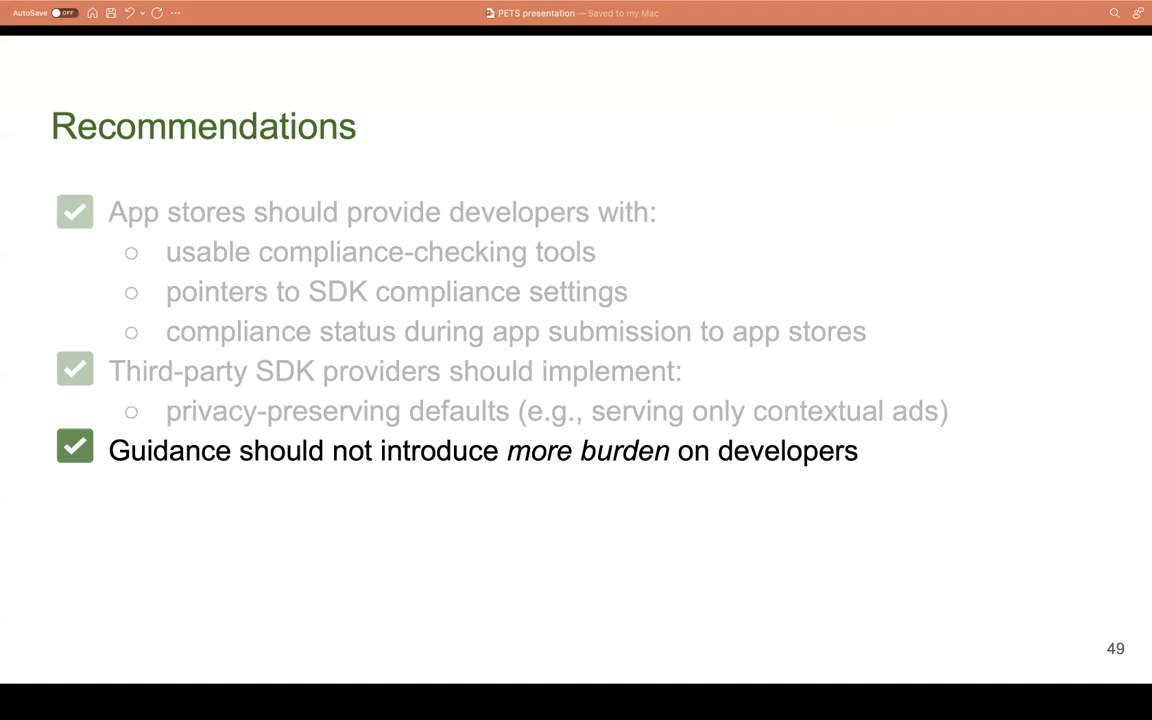 AutoSave OFF PETS presentation — Saved to my Mac
Recommendations
App stores should provide developers with:
usable compliance-checking tools
pointers to SDK compliance settings
compliance status during app submission to app stores
Third-party SDK providers should implement:
privacy-preserving defaults (e.g., serving only contextual ads)
Guidance should not introduce more burden on developers
49